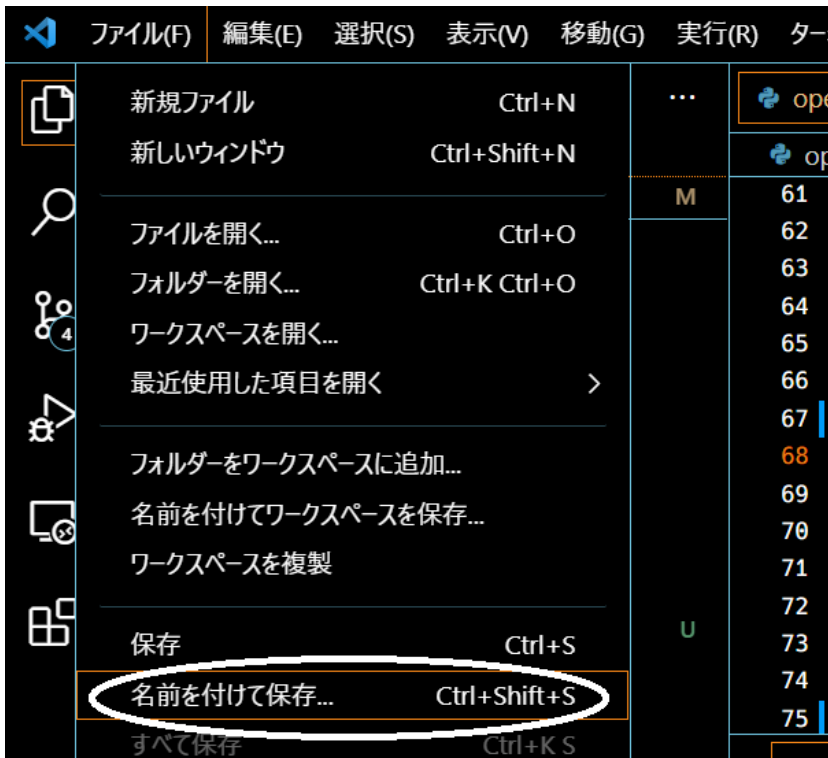 ファイル(F) 編集(E) 選択(S) 表示(V) 移動(G) 実行(R)
新規ファイル Ctrl+N
新しいウィンドウ Ctrl+Shift+N
ファイルを開く... Ctrl+O
フォルダーを開く... Ctrl+K Ctrl+O
ワークスペースを開く...
最近使用した項目を開く
フォルダーをワークスペースに追加...
名前を付けてワークスペースを保存...
ワークスペースを複製
保存 Ctrl+S
名前を付けて保存... Ctrl+Shift+S
すべて保存 Ctrl+K S
4
...
M
U
ope
op
61
62
63
64
65
66
67
68
69
70
71
72
73
74
75